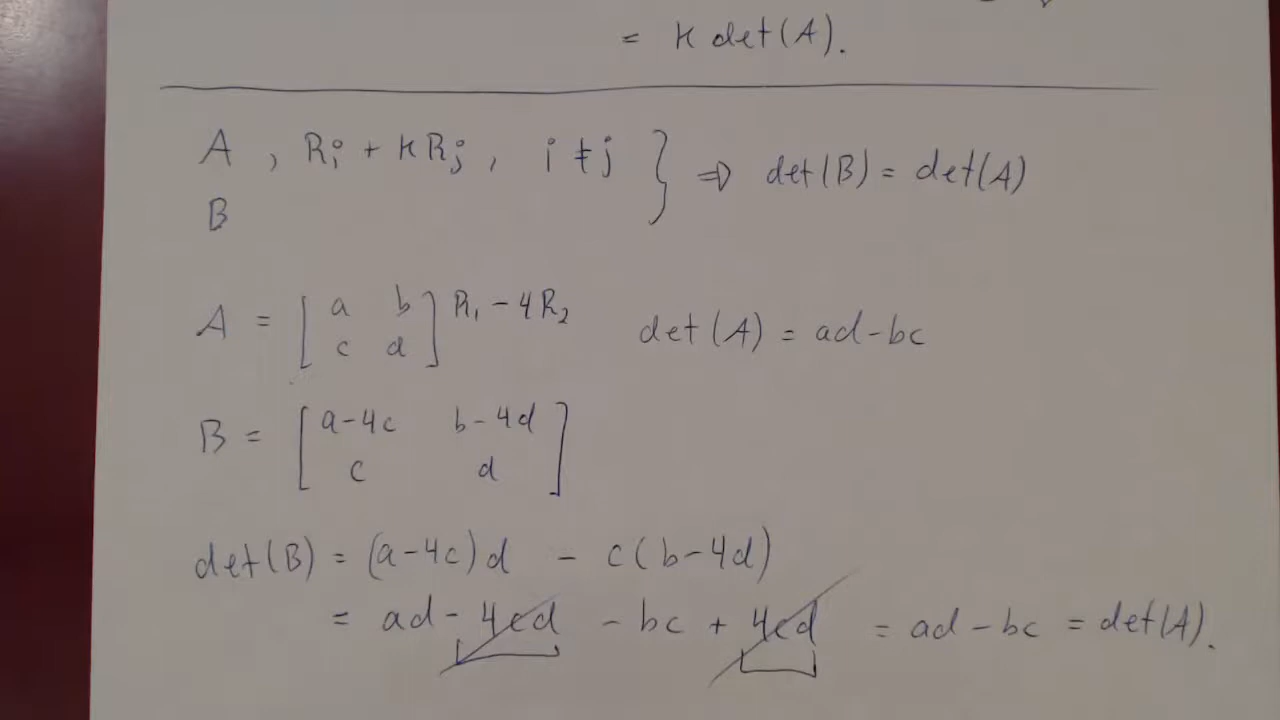 = k det(A).
A , Ri + kRj , i ≠ j } ⇒ det(B) = det(A)
B
A = [ a b R1 - 4R2 det(A) = ad - bc
c d ]
B = [ a-4c b-4d
c d ]
det(B) = (a-4c)d - c(b-4d)
= ad - 4cd - bc + 4cd = ad - bc = det(A).